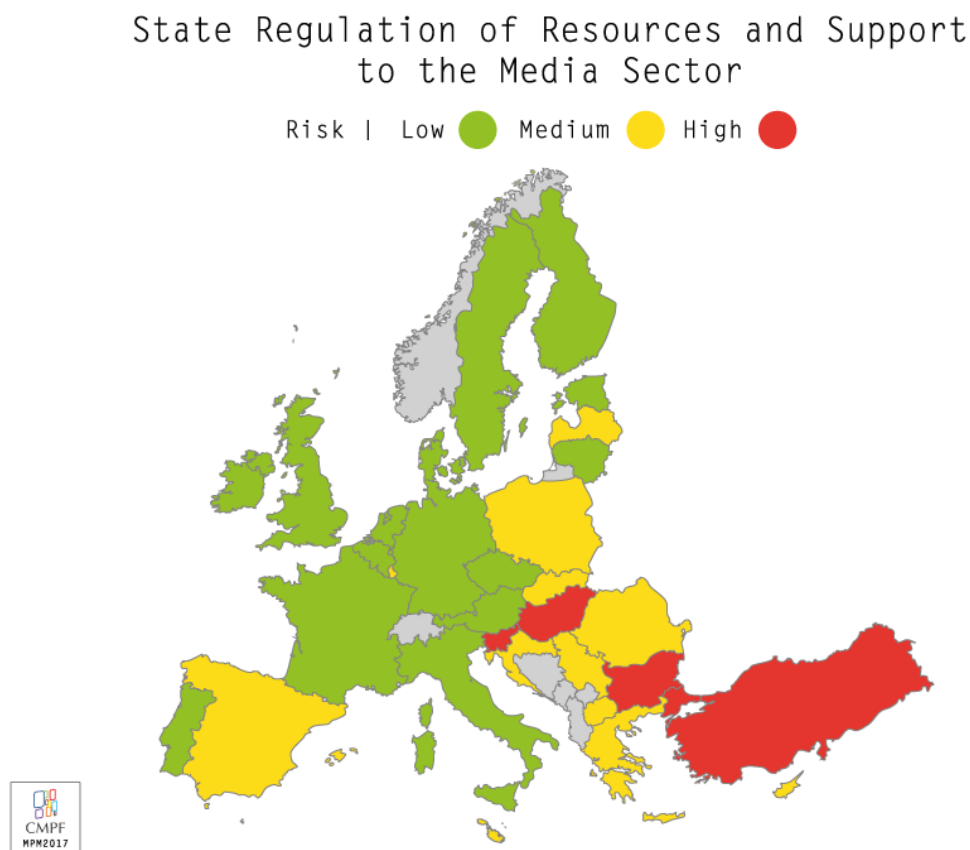 State Regulation of Resources and Support
to the Media Sector
Risk | Low Medium High
CMPF
MPM2017